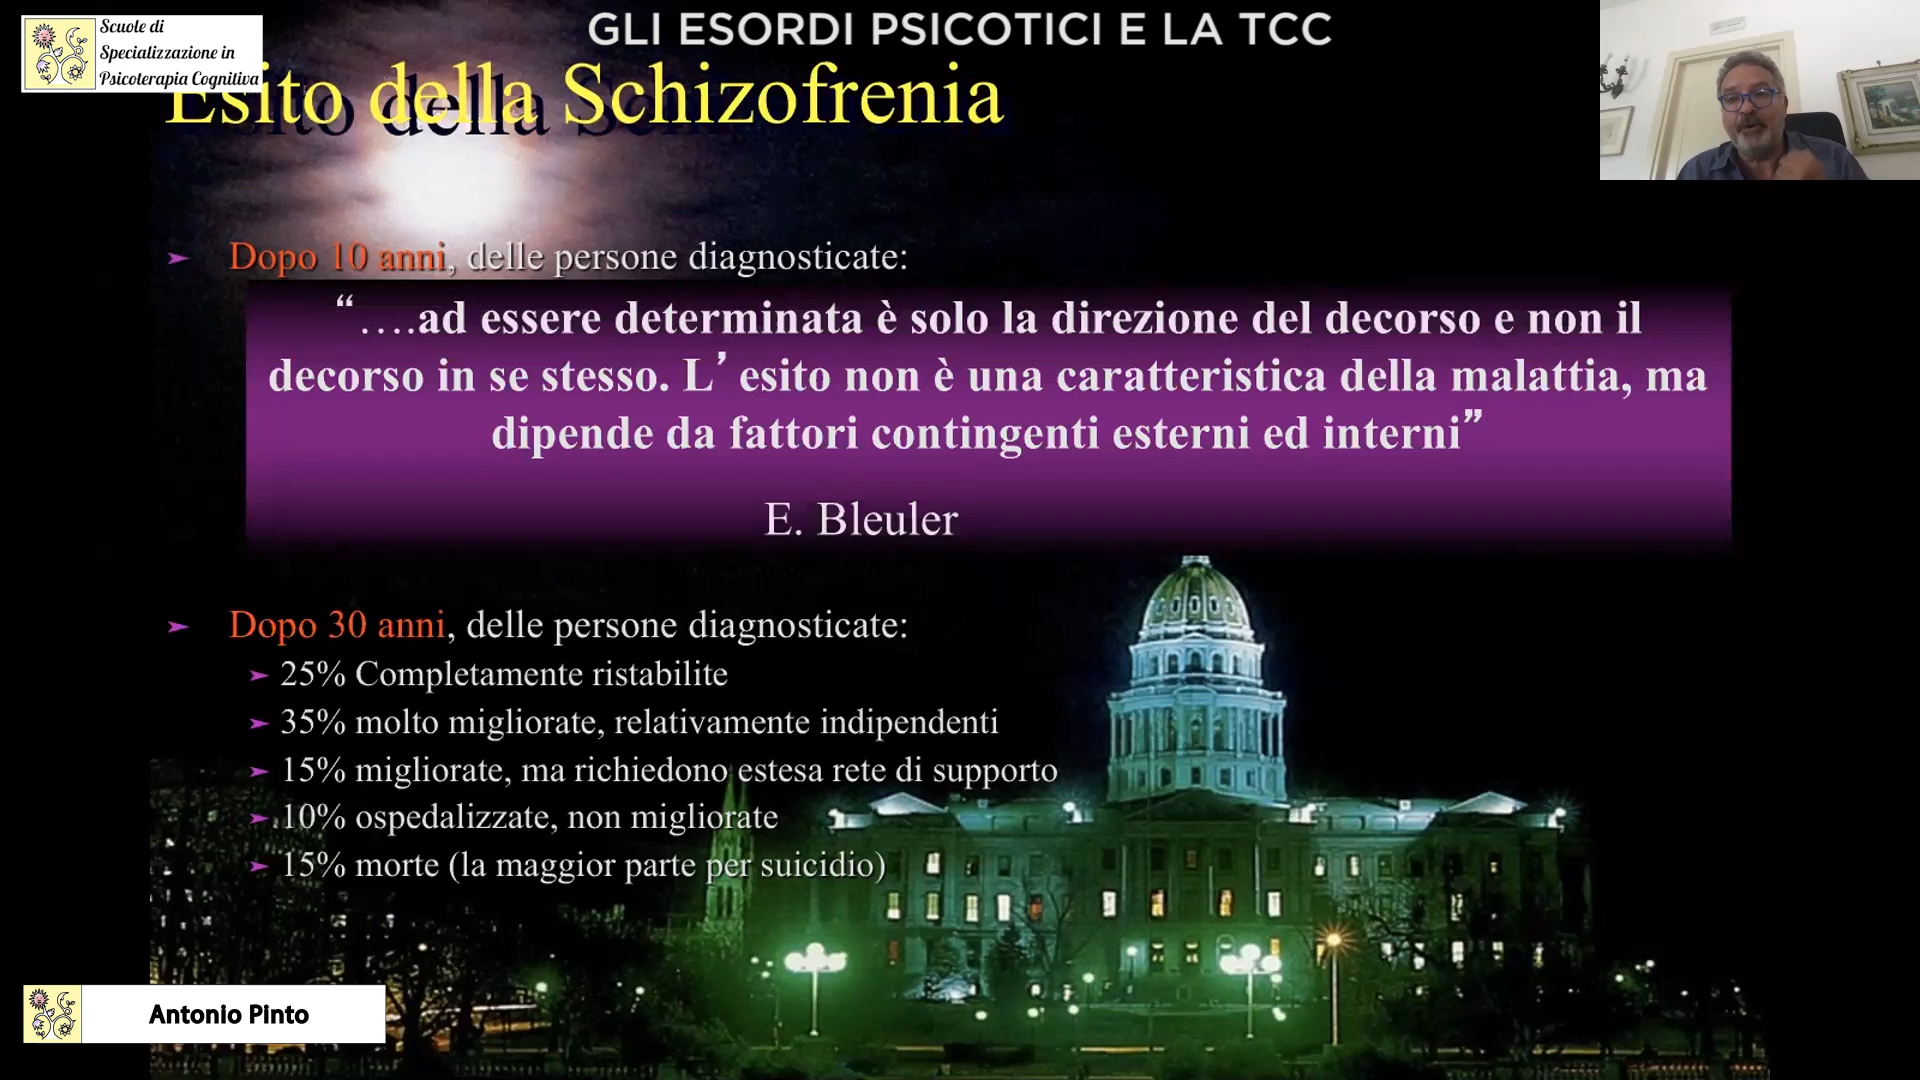 Scuole di
Specializzazione in
Psicoterapia Cognitiva
GLI ESORDI PSICOTICI E LA TCC
Esito della Schizofrenia
➢ Dopo 10 anni, delle persone diagnosticate:
“….ad essere determinata è solo la direzione del decorso e non il
decorso in se stesso. L’esito non è una caratteristica della malattia, ma
dipende da fattori contingenti esterni ed interni”
E. Bleuler
➢ Dopo 30 anni, delle persone diagnosticate:
➢ 25% Completamente ristabilite
➢ 35% molto migliorate, relativamente indipendenti
➢ 15% migliorate, ma richiedono estesa rete di supporto
➢ 10% ospedalizzate, non migliorate
➢ 15% morte (la maggior parte per suicidio)
Antonio Pinto